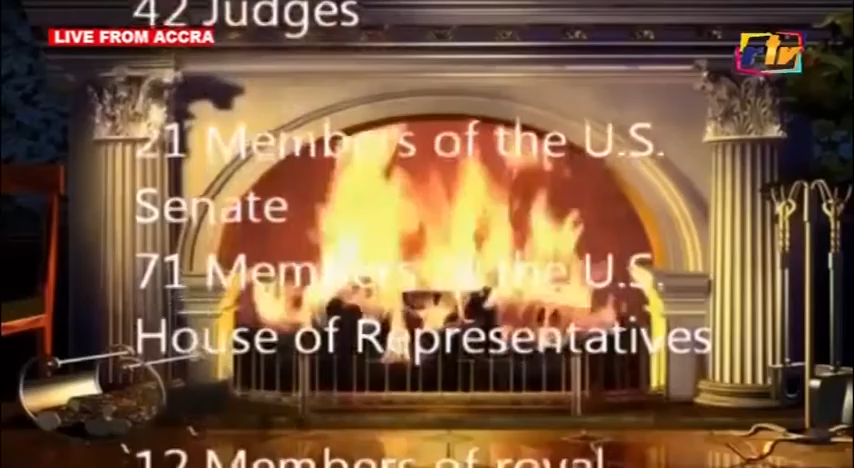 42 Judges
LIVE FROM ACCRA
rtv
21 Members of the U.S.
Senate
71 Members of the U.S.
House of Representatives
12 Members of royal